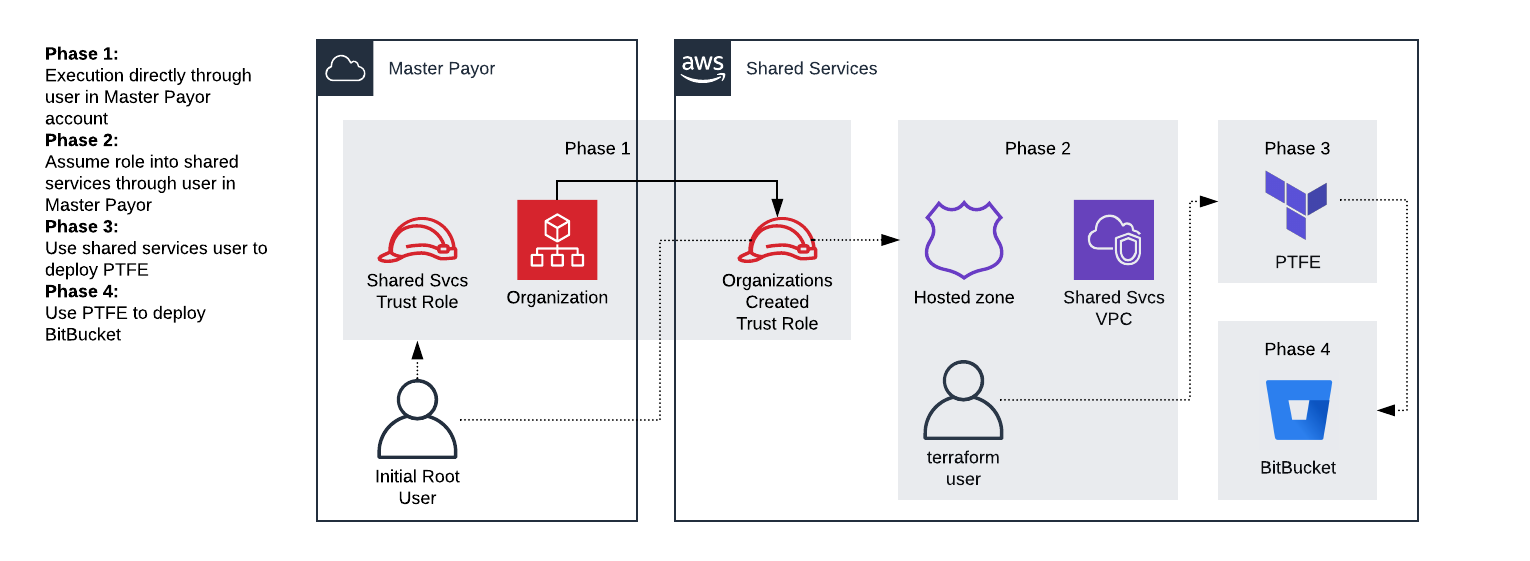 Phase 1:
Execution directly through
user in Master Payor
account
Phase 2:
Assume role into shared
services through user in
Master Payor
Phase 3:
Use shared services user to
deploy PTFE
Phase 4:
Use PTFE to deploy
BitBucket
Master Payor
aws
Shared Services
Phase 1
Shared Svcs
Trust Role
Organization
Organizations
Created
Trust Role
Initial Root
User
Phase 2
Hosted zone
Shared Svcs
VPC
terraform
user
Phase 3
PTFE
Phase 4
BitBucket